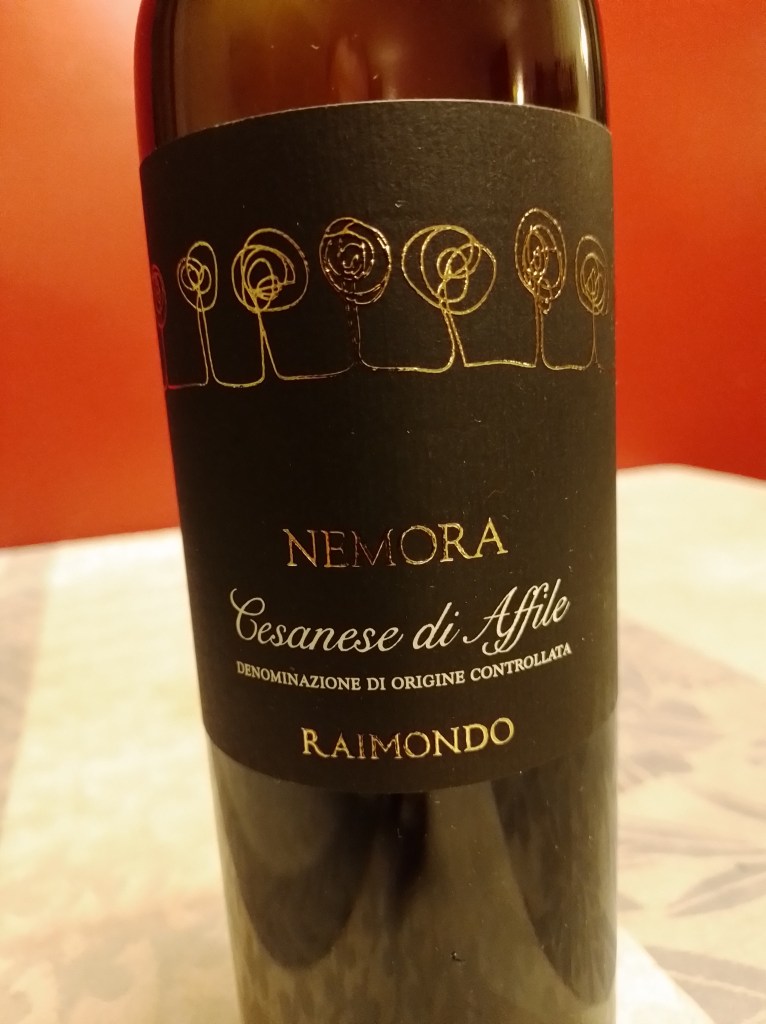 NEMORA
Cesanese di Affile
DENOMINAZIONE DI ORIGINE CONTROLLATA
RAIMONDO